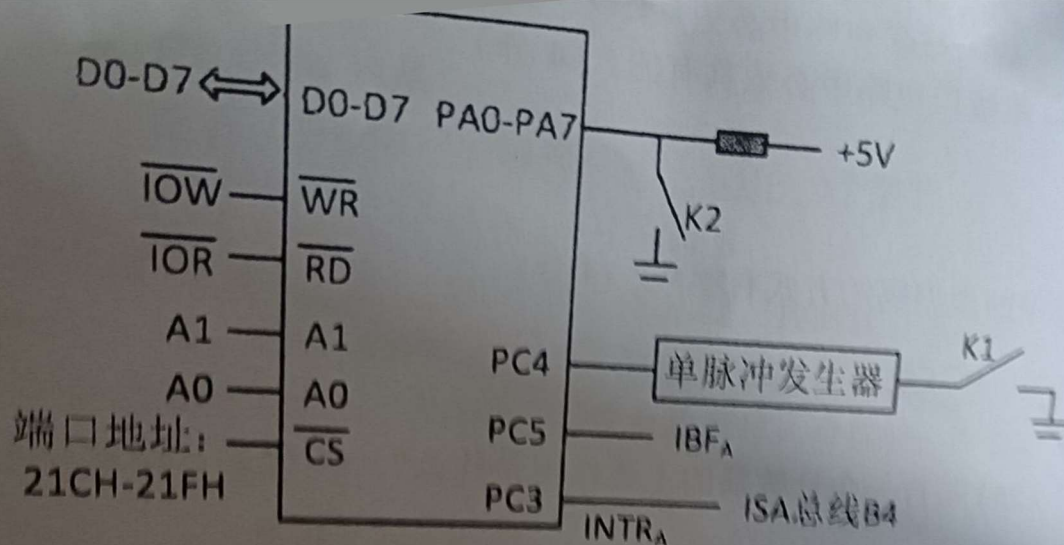 D0-D7
D0-D7 PA0-PA7
+5V
IOW
WR
K2
IOR
RD
A1
A1
PC4
单脉冲发生器
K1
A0
A0
端口地址：
21CH-21FH
CS
PC5
IBFA
PC3
INTRA
ISA总线B4